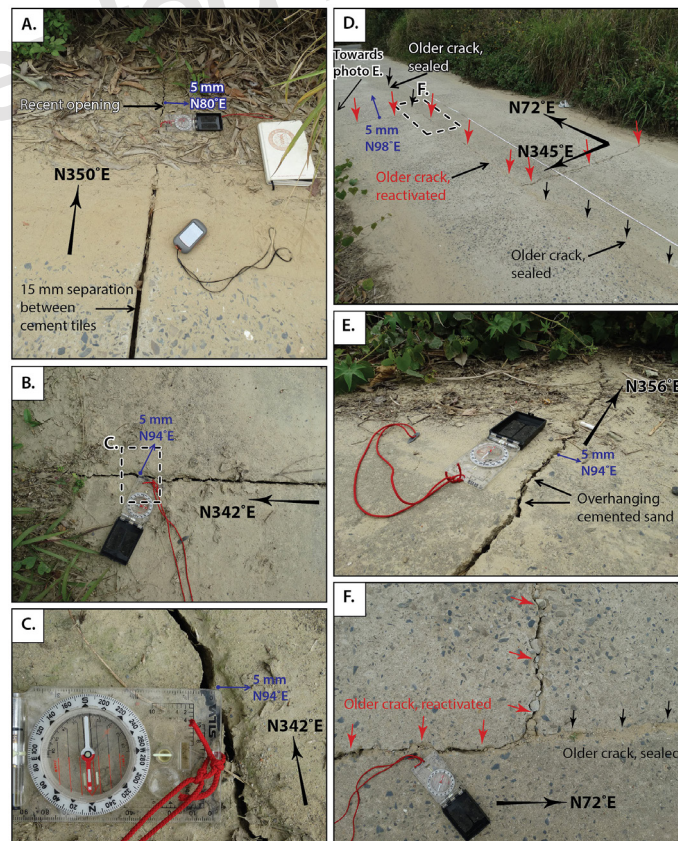 A.
5 mm
N80°E
Recent opening
N350°E
15 mm separation
between
cement tiles
B.
5 mm
N94°E
C.
N342°E
C.
5 mm
N94°E
N342°E
D.
Towards
photo E.
Older crack,
sealed
F.
5 mm
N98°E
N72°E
N345°E
Older crack,
reactivated
Older crack,
sealed
E.
N356°E
5 mm
N94°E
Overhanging
cemented sand
F.
Older crack, reactivated
Older crack, sealed
N72°E